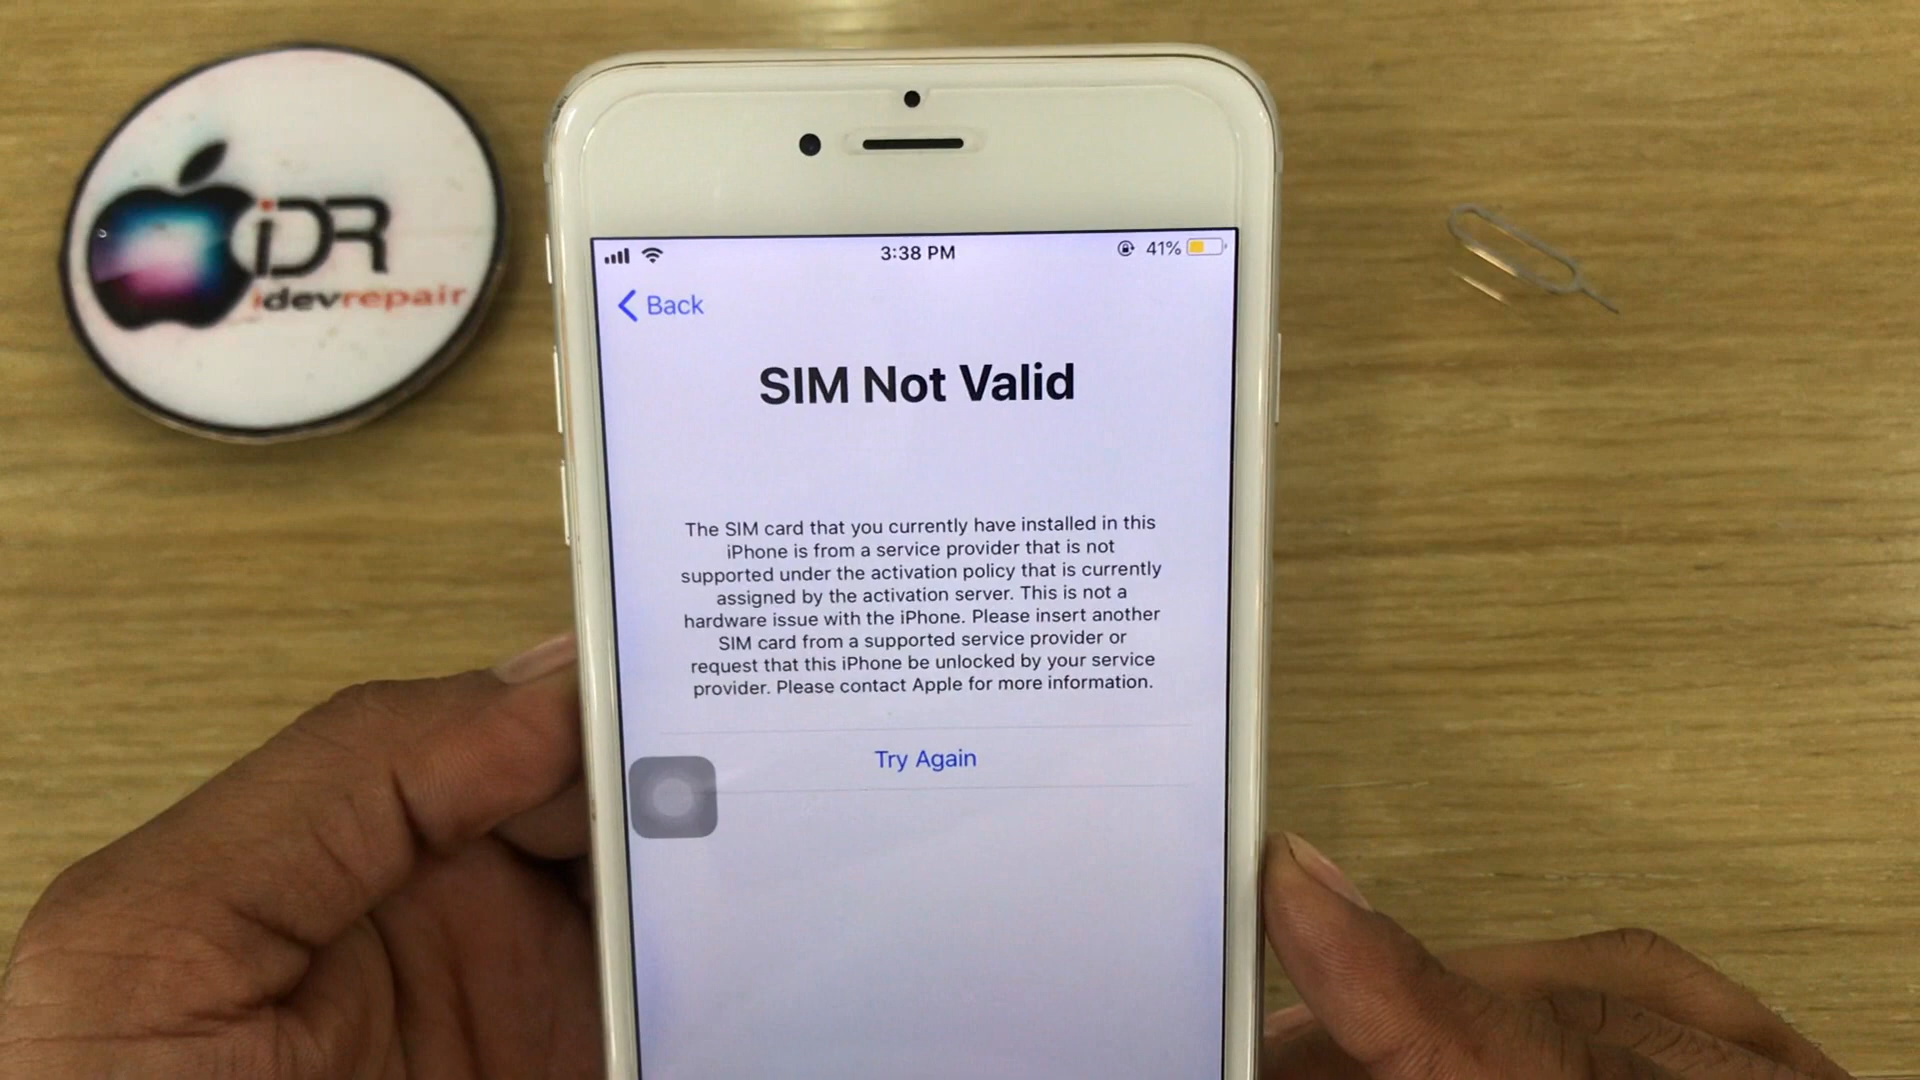 iDR
idevrepair
3:38 PM
41%
Back
SIM Not Valid
The SIM card that you currently have installed in this
iPhone is from a service provider that is not
supported under the activation policy that is currently
assigned by the activation server. This is not a
hardware issue with the iPhone. Please insert another
SIM card from a supported service provider or
request that this iPhone be unlocked by your service
provider. Please contact Apple for more information.
Try Again